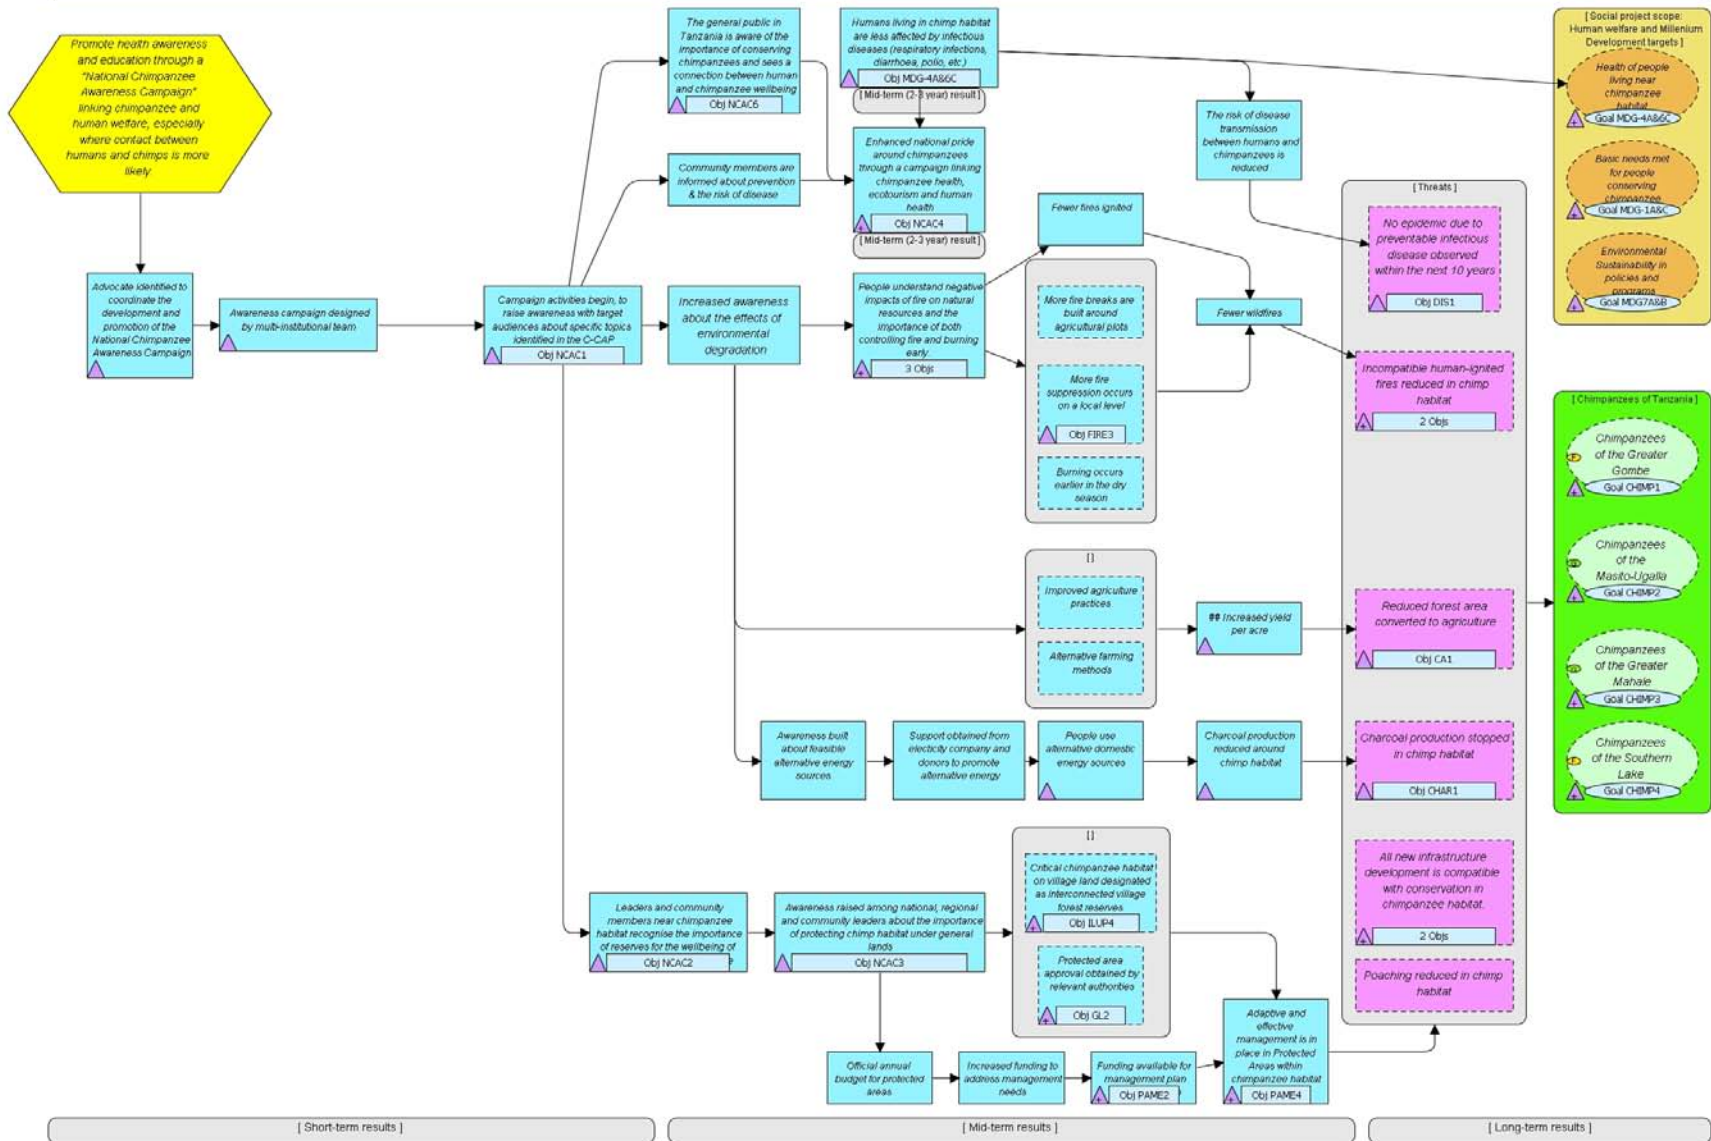 Promote health awareness
and education through a
"National Chimpanzee
Awareness Campaign"
linking chimpanzee and
human welfare, especially
where contact between
humans and chimps is more
likely
Advocate identified to
coordinate the
development and
promotion of the
National Chimpanzee
Awareness Campaign
Awareness campaign designed
by multi-institutional team
Campaign activities begin, to
raise awareness with target
audiences about specific topics
identified in the C-CAP
Obj NCAC1
The general public in
Tanzania is aware of the
importance of conserving
chimpanzees and sees a
connection between human
and chimpanzee wellbeing
Obj NCAC6
Community members are
informed about prevention
& the risk of disease
Increased awareness
about the effects of
environmental
degradation
Humans living in chimp habitat
are less affected by infectious
diseases (respiratory infections,
diarrhoea, polio, etc.)
Obj MDG-4A&6C
[ Mid-term (2-3 year) result]
Enhanced national pride
around chimpanzees
through a campaign linking
chimpanzee health,
ecotourism and human
health
Obj NCAC4
[ Mid-term (2-3 year) result]
People understand negative
impacts of fire on natural
resources and the
importance of both
controlling fire and burning
early.
3 Objs
Fewer fires ignited
More fire breaks are
built around
agricultural plots
More fire
suppression occurs
on a local level
Obj FIRE3
Burning occurs
earlier in the dry
season
The risk of disease
transmission
between humans and
chimpanzees is
reduced
Fewer wildfires
[ ]
Improved agriculture
practices
Alternative farming
methods
## Increased yield
per acre
Awareness built
about feasible
alternative energy
sources
Support obtained from
electicity company and
donors to promote
alternative energy
People use
alternative domestic
energy sources
Charcoal production
reduced around
chimp habitat
Leaders and community
members near chimpanzee
habitat recognise the importance
of reserves for the wellbeing of
Obj NCAC2
Awareness raised among national, regional
and community leaders about the importance
of protecting chimp habitat under general
lands
Obj NCAC3
[ ]
Critical chimpanzee habitat
on village land designated
as interconnected village
forest reserves
Obj ILUP4
Protected area
approval obtained by
relevant authorities
Obj GL2
Official annual
budget for protected
areas
Increased funding to
address management
needs
Funding available for
management plan
Obj PAME2
Adaptive and
effective
management is in
place in Protected
Areas within
chimpanzee habitat
Obj PAME4
[ Threats ]
No epidemic due to
preventable infectious
disease observed
within the next 10 years
Obj DIS1
Incompatible human-ignited
fires reduced in chimp
habitat
2 Objs
Reduced forest area
converted to agriculture
Obj CA1
Charcoal production stopped
in chimp habitat
Obj CHAR1
All new infrastructure
development is compatible
with conservation in
chimpanzee habitat.
2 Objs
Poaching reduced in chimp
habitat
[ Social project scope:
Human welfare and Millenium
Development targets ]
Health of people
living near
chimpanzee
habitat
Goal MDG-4A&6C
Basic needs met
for people
conserving
chimpanzee
Goal MDG-1A&C
Environmental
Sustainability in
policies and
programs
Goal MDG7A&B
[ Chimpanzees of Tanzania ]
Chimpanzees
of the Greater
Gombe
Goal CHIMP1
Chimpanzees
of the
Masito-Ugalla
Goal CHIMP2
Chimpanzees
of the Greater
Mahale
Goal CHIMP3
Chimpanzees
of the Southern
Lake
Goal CHIMP4
[ Short-term results ]
[ Mid-term results ]
[ Long-term results ]